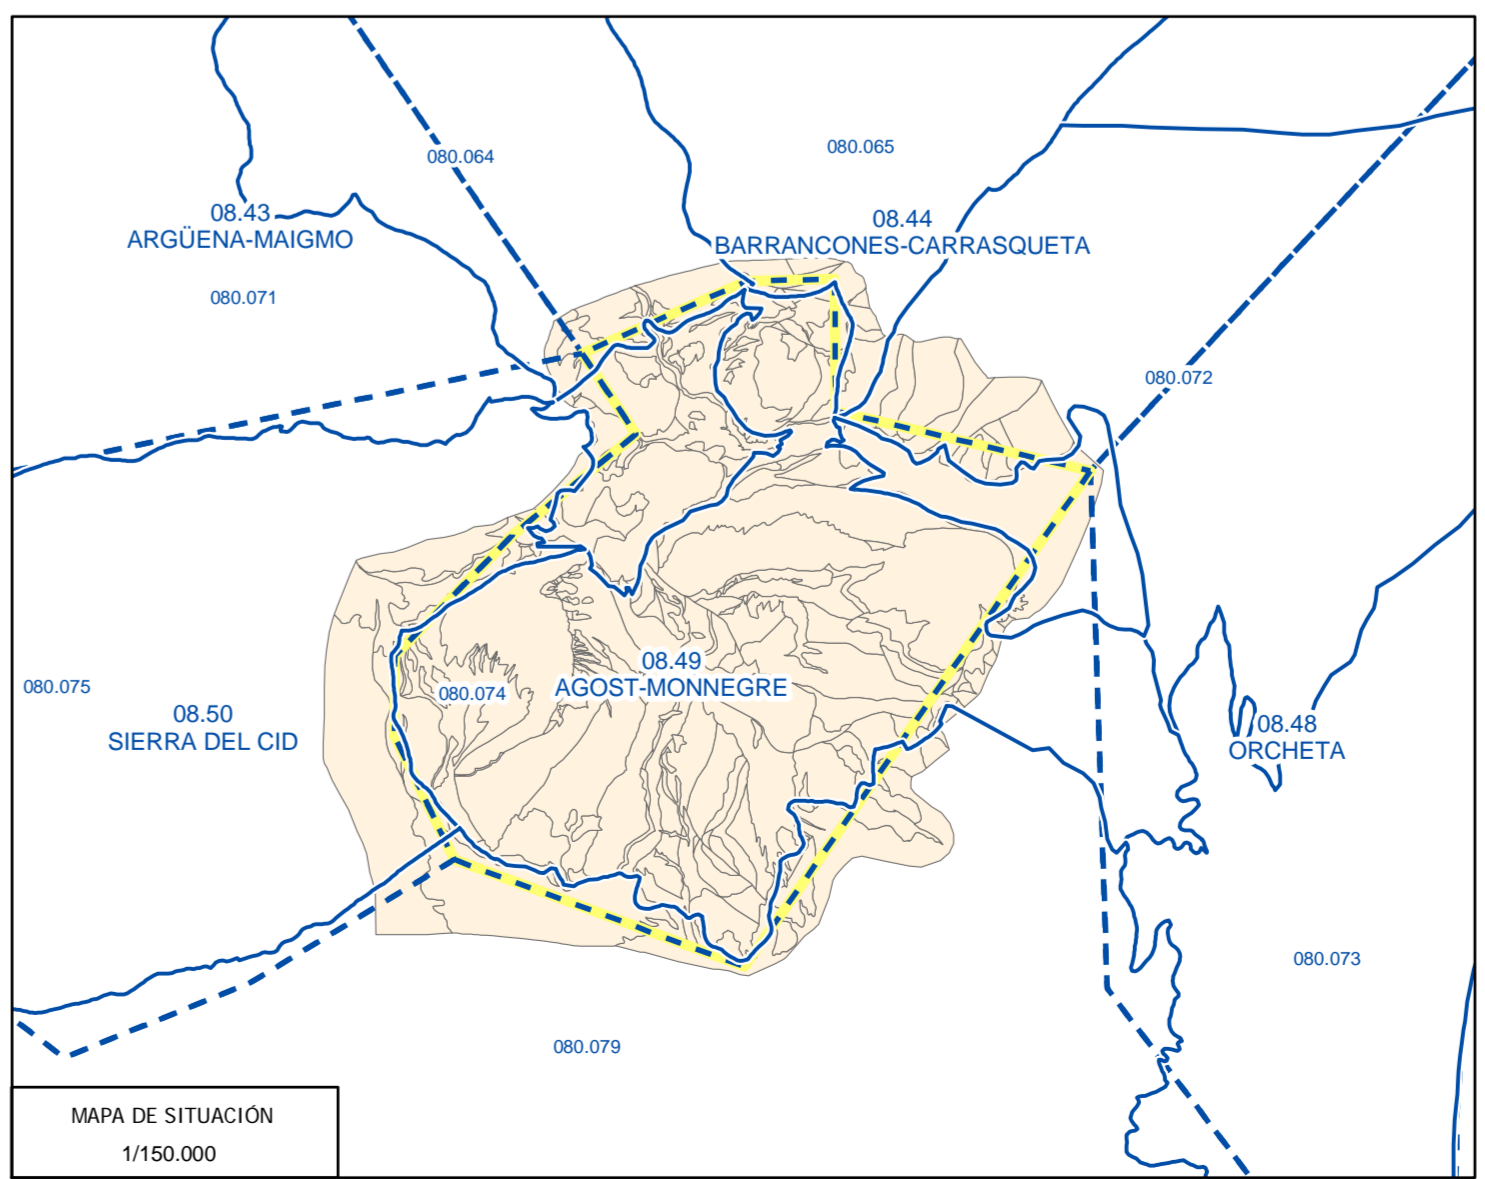 080.064
080.065
08.43
ARGÜENA-MAIGMO
08.44
BARRANCONES-CARRASQUETA
080.071
080.072
08.49
AGOST-MONNEGRE
080.074
080.075
08.50
SIERRA DEL CID
08.48
ORCHETA
080.073
080.079
MAPA DE SITUACIÓN
1/150.000